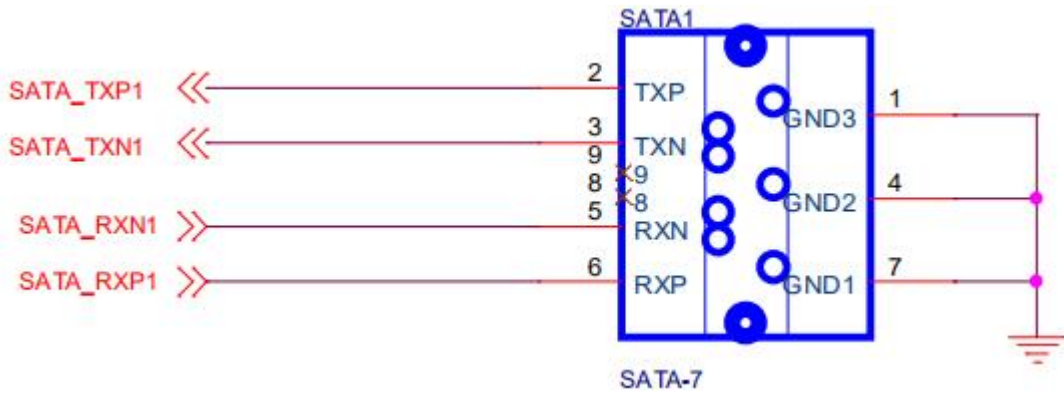 SATA1
SATA_TXP1 2 TXP GND3 1
SATA_TXN1 3 TXN
9 9
8 8 GND2 4
SATA_RXN1 5 RXN
SATA_RXP1 6 RXP GND1 7
SATA-7